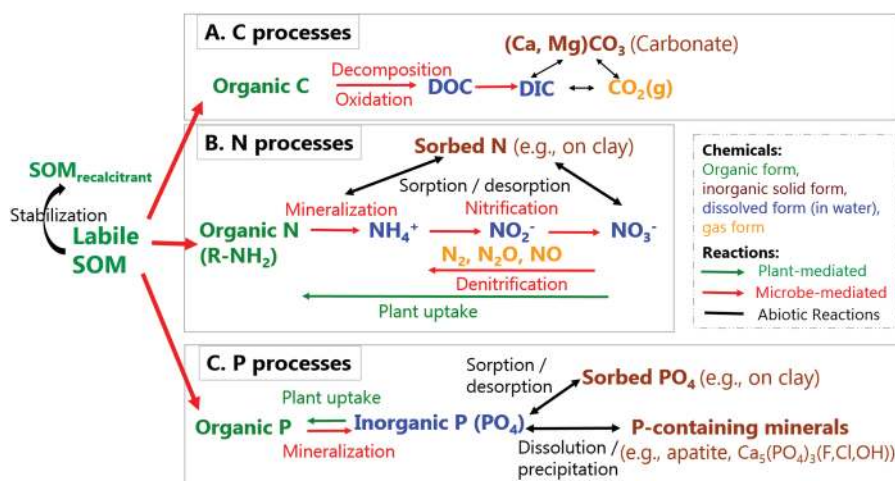 A. C processes
(Ca, Mg)CO₃ (Carbonate)
Organic C
Decomposition
Oxidation
DOC
DIC
CO₂(g)
B. N processes
Sorbed N (e.g., on clay)
Sorption / desorption
Mineralization
Nitrification
Organic N
(R-NH₂)
NH₄⁺
NO₂⁻
NO₃⁻
N₂, N₂O, NO
Denitrification
Plant uptake
SOMrecalcitrant
Stabilization
Labile
SOM
Chemicals:
Organic form,
inorganic solid form,
dissolved form (in water),
gas form
Reactions:
Plant-mediated
Microbe-mediated
Abiotic Reactions
C. P processes
Sorption /
desorption
Sorbed PO₄ (e.g., on clay)
Plant uptake
Organic P
Inorganic P (PO₄)
Mineralization
P-containing minerals
Dissolution /
precipitation
(e.g., apatite, Ca₅(PO₄)₃(F,Cl,OH))